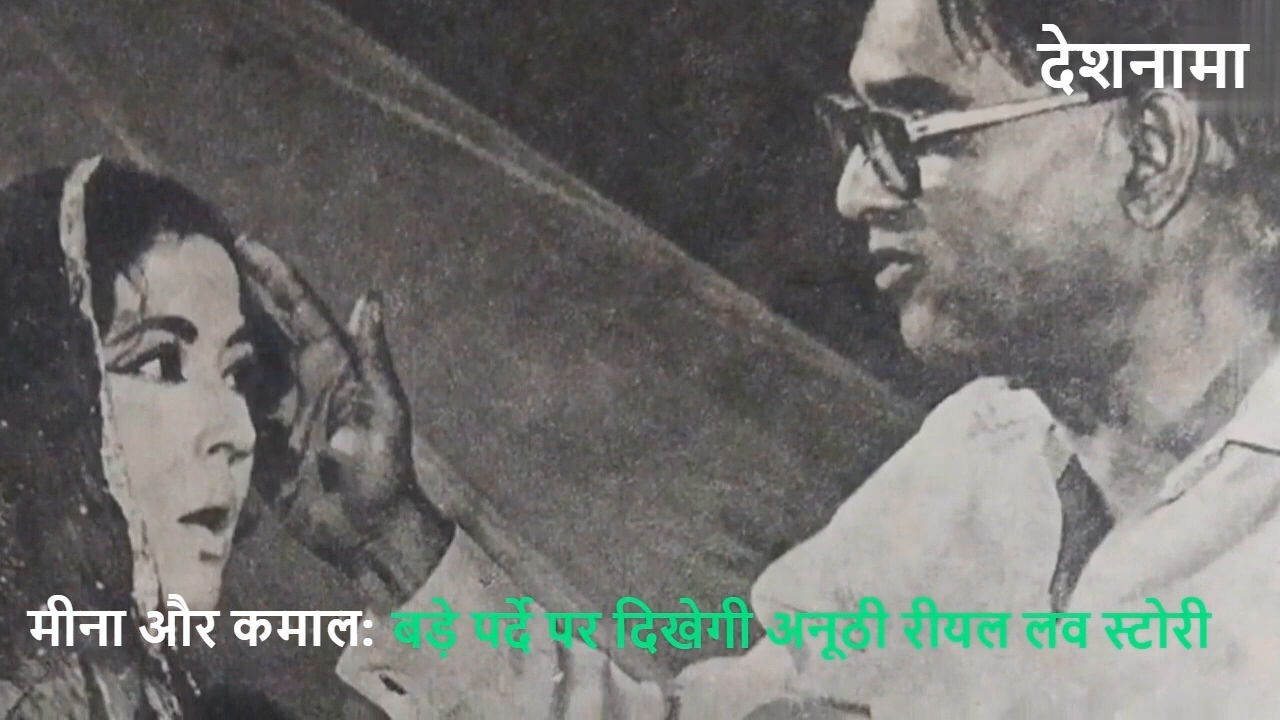 देशनामा
मीना और कमाल: बड़े पर्दे पर दिखेगी अनूठी रीयल लव स्टोरी